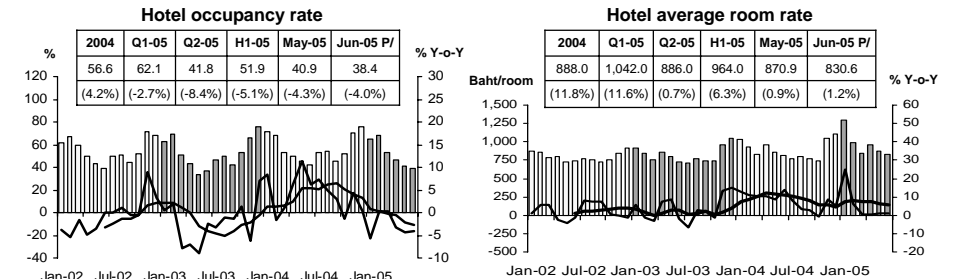 Hotel occupancy rate
2004 Q1-05 Q2-05 H1-05 May-05 Jun-05 P/
56.6 62.1 41.8 51.9 40.9 38.4
(4.2%) (-2.7%) (-8.4%) (-5.1%) (-4.3%) (-4.0%)
%
% Y-o-Y
120
100
80
60
40
20
0
-20
-40
30
25
20
15
10
5
0
-5
-10
Jan-02 Jul-02 Jan-03 Jul-03 Jan-04 Jul-04 Jan-05
Hotel average room rate
2004 Q1-05 Q2-05 H1-05 May-05 Jun-05 P/
888.0 1,042.0 886.0 964.0 870.9 830.6
(11.8%) (11.6%) (0.7%) (6.3%) (0.9%) (1.2%)
Baht/room
% Y-o-Y
1,500
1,250
1,000
750
500
250
0
-250
-500
60
50
40
30
20
10
0
-10
-20
Jan-02 Jul-02 Jan-03 Jul-03 Jan-04 Jul-04 Jan-05